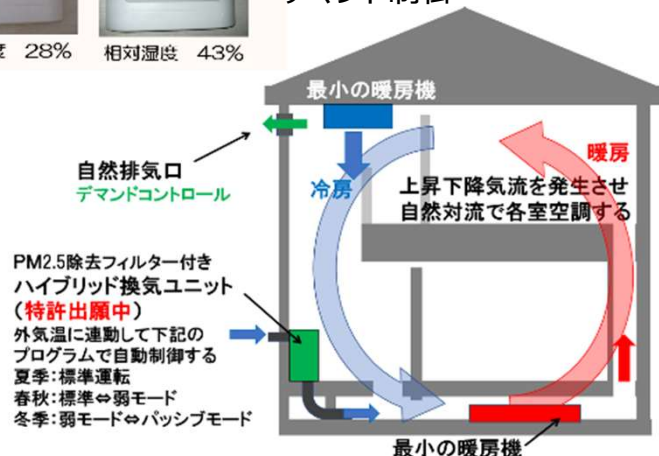 デマンド制御
度 28%
相対湿度 43%
最小の暖房機
自然排気口
デマンドコントロール
冷房
暖房
上昇下降気流を発生させ
自然対流で各室空調する
PM2.5除去フィルター付き
ハイブリッド換気ユニット
（特許出願中）
外気温に連動して下記の
プログラムで自動制御する
夏季：標準運転
春秋：標準⇔弱モード
冬季：弱モード⇔パッシブモード
最小の暖房機